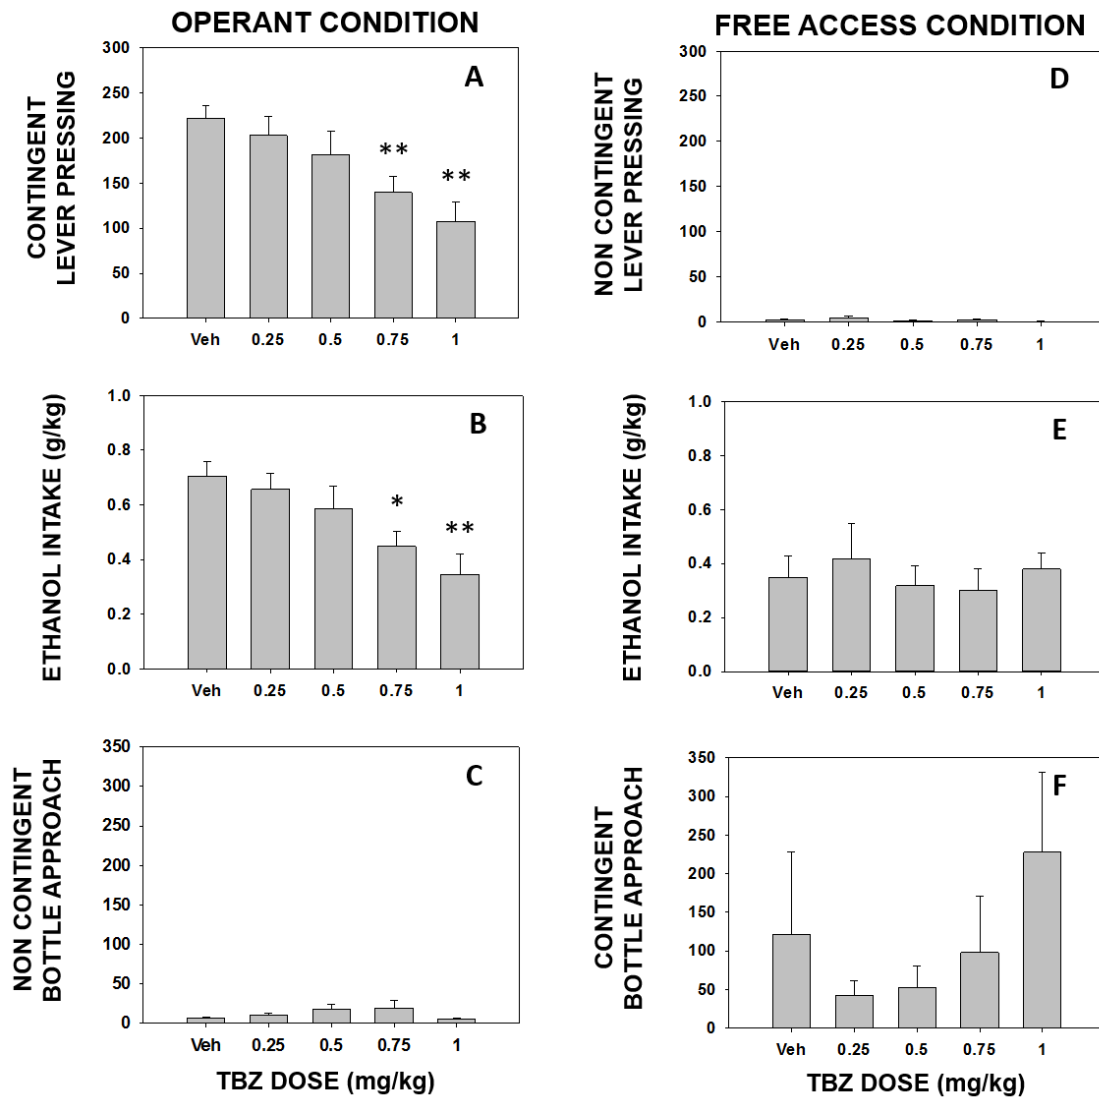 OPERANT CONDITION
FREE ACCESS CONDITION
CONTINGENT
LEVER PRESSING
300
250
200
150
100
50
0
A
**
**
Veh 0.25 0.5 0.75 1
NON CONTINGENT
LEVER PRESSING
300
250
200
150
100
50
0
D
Veh 0.25 0.5 0.75 1
ETHANOL INTAKE (g/kg)
1.0
0.8
0.6
0.4
0.2
0.0
B
*
**
Veh 0.25 0.5 0.75 1
ETHANOL INTAKE (g/kg)
1.0
0.8
0.6
0.4
0.2
0.0
E
Veh 0.25 0.5 0.75 1
NON CONTINGENT
BOTTLE APPROACH
350
300
250
200
150
100
50
0
C
Veh 0.25 0.5 0.75 1
TBZ DOSE (mg/kg)
CONTINGENT
BOTTLE APPROACH
350
300
250
200
150
100
50
0
F
Veh 0.25 0.5 0.75 1
TBZ DOSE (mg/kg)